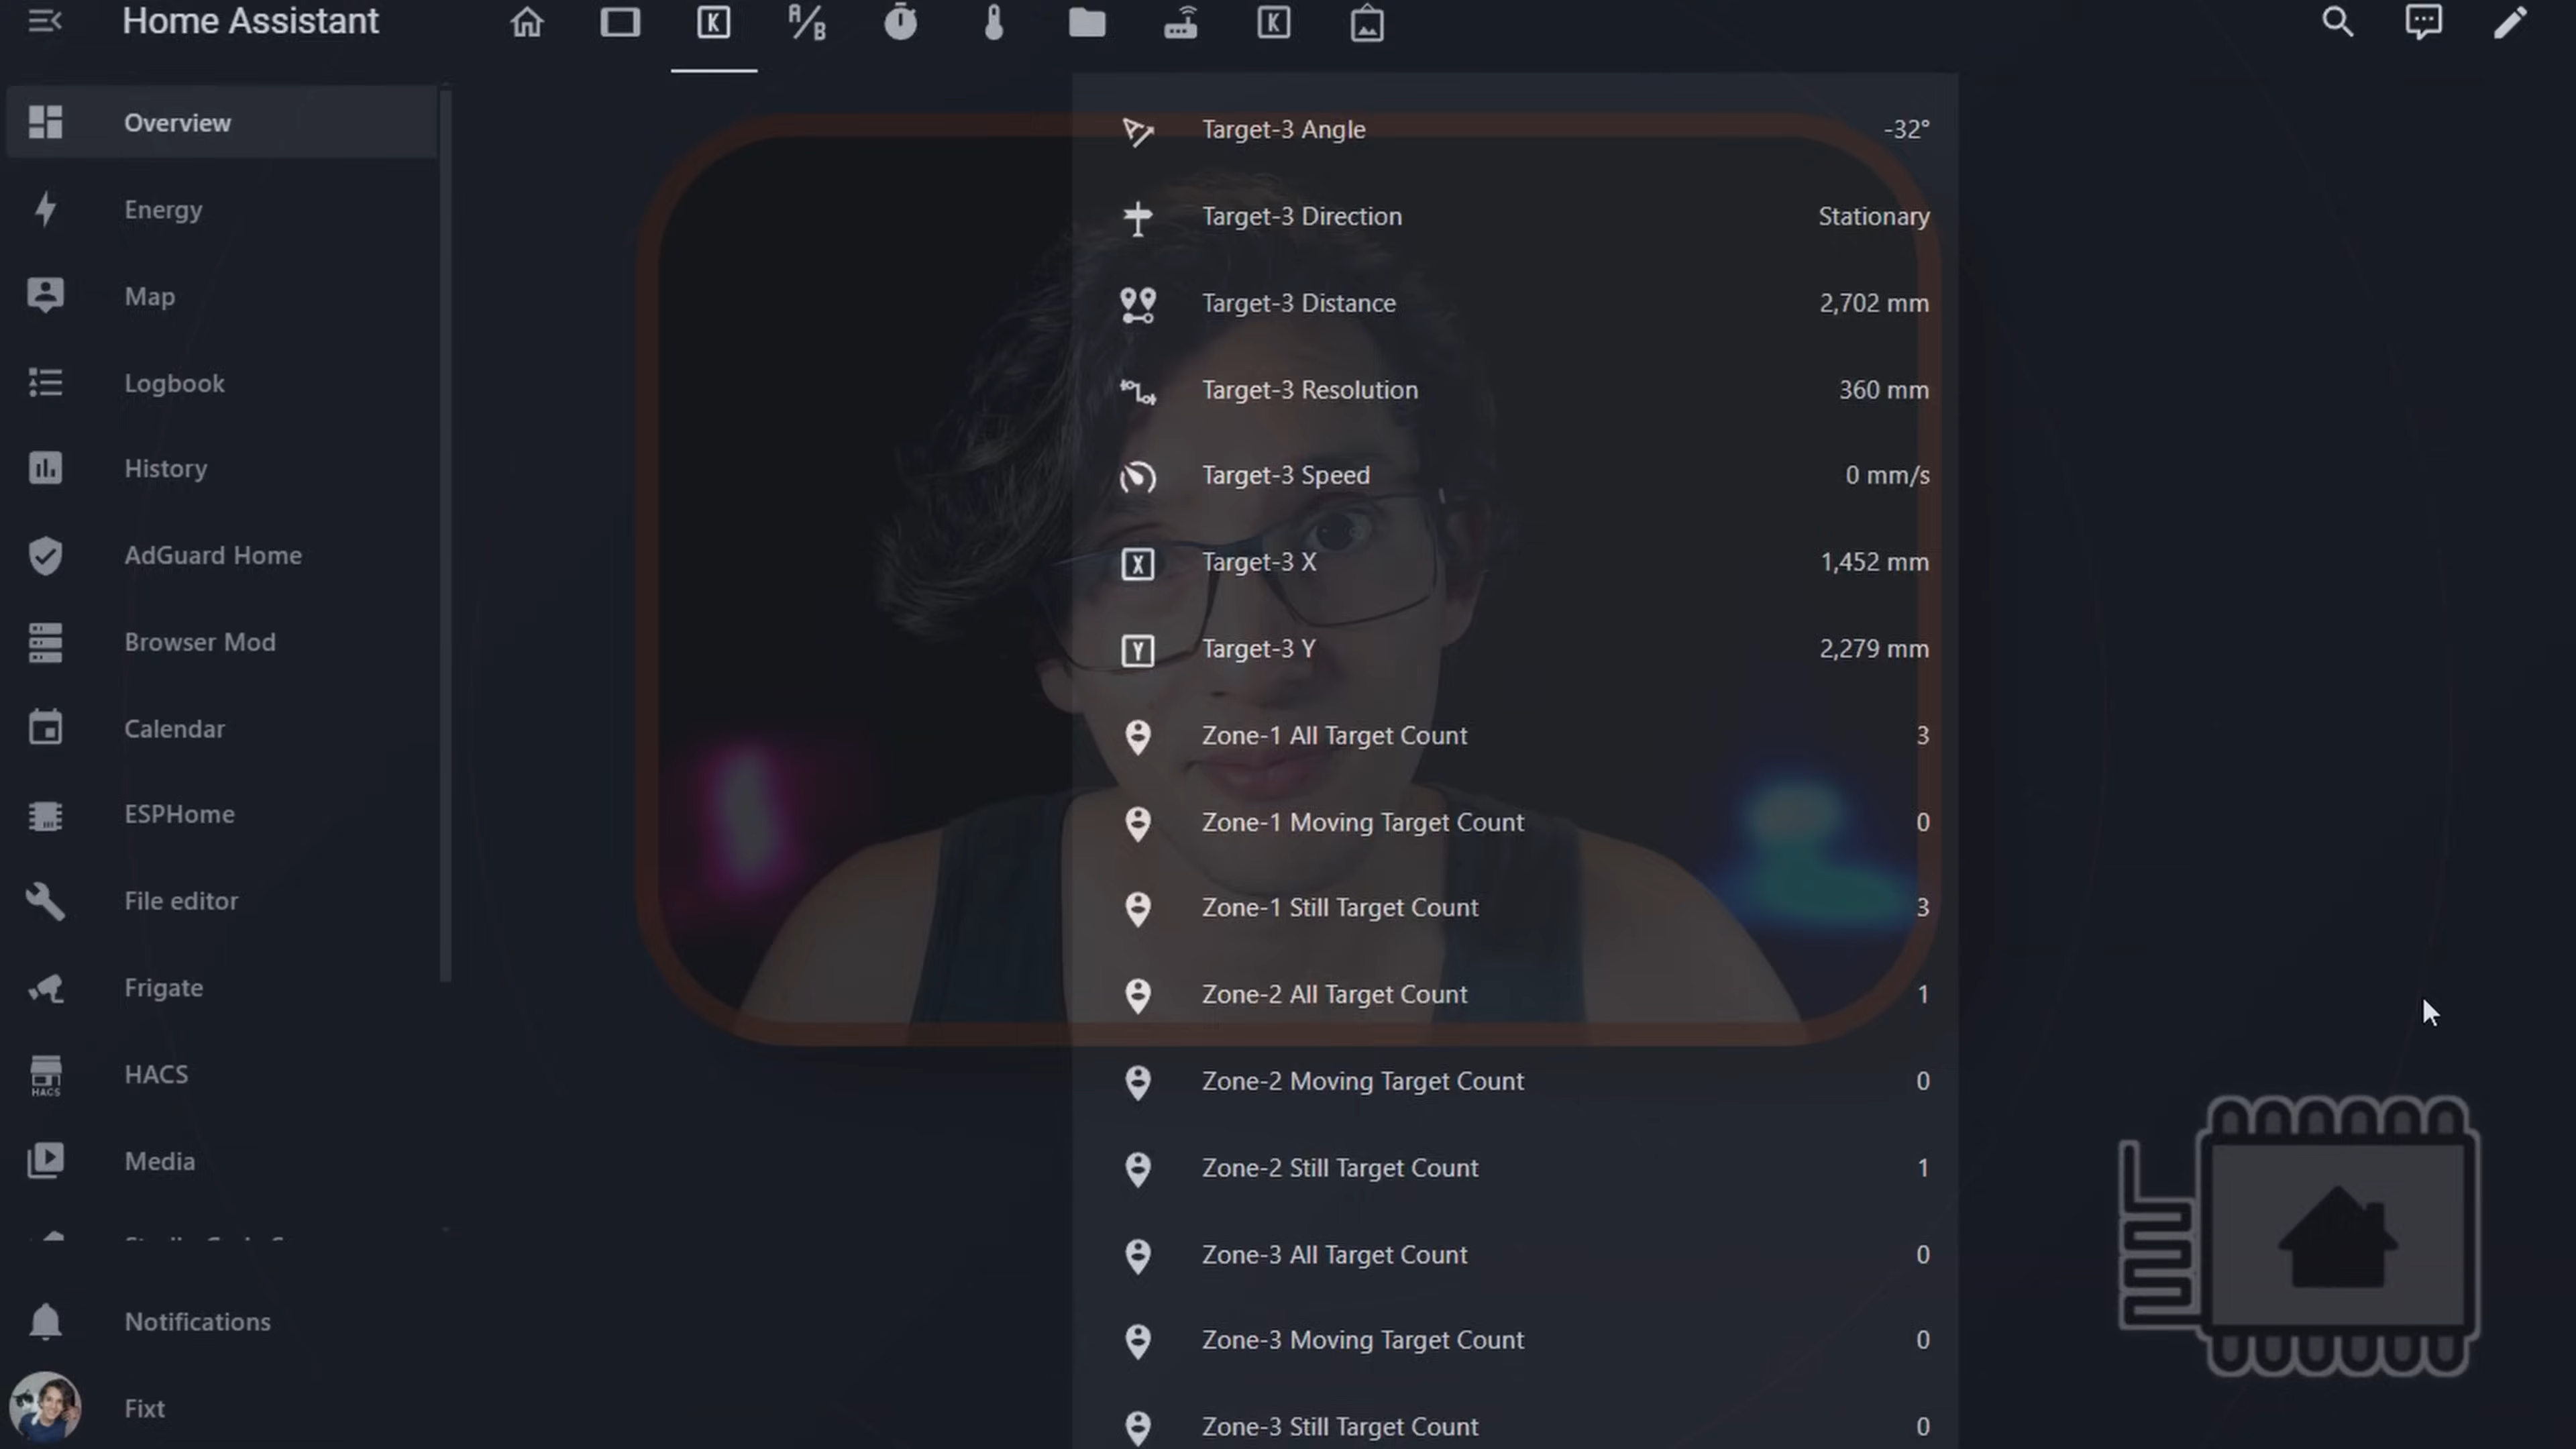 Home Assistant
K
A/B
K
Overview
Energy
Map
Logbook
History
AdGuard Home
Browser Mod
Calendar
ESPHome
File editor
Frigate
HACS
HACS
Media
Notifications
Fixt
Target-3 Angle -32°
Target-3 Direction Stationary
Target-3 Distance 2,702 mm
Target-3 Resolution 360 mm
Target-3 Speed 0 mm/s
X Target-3 X 1,452 mm
Y Target-3 Y 2,279 mm
Zone-1 All Target Count 3
Zone-1 Moving Target Count 0
Zone-1 Still Target Count 3
Zone-2 All Target Count 1
Zone-2 Moving Target Count 0
Zone-2 Still Target Count 1
Zone-3 All Target Count 0
Zone-3 Moving Target Count 0
Zone-3 Still Target Count 0